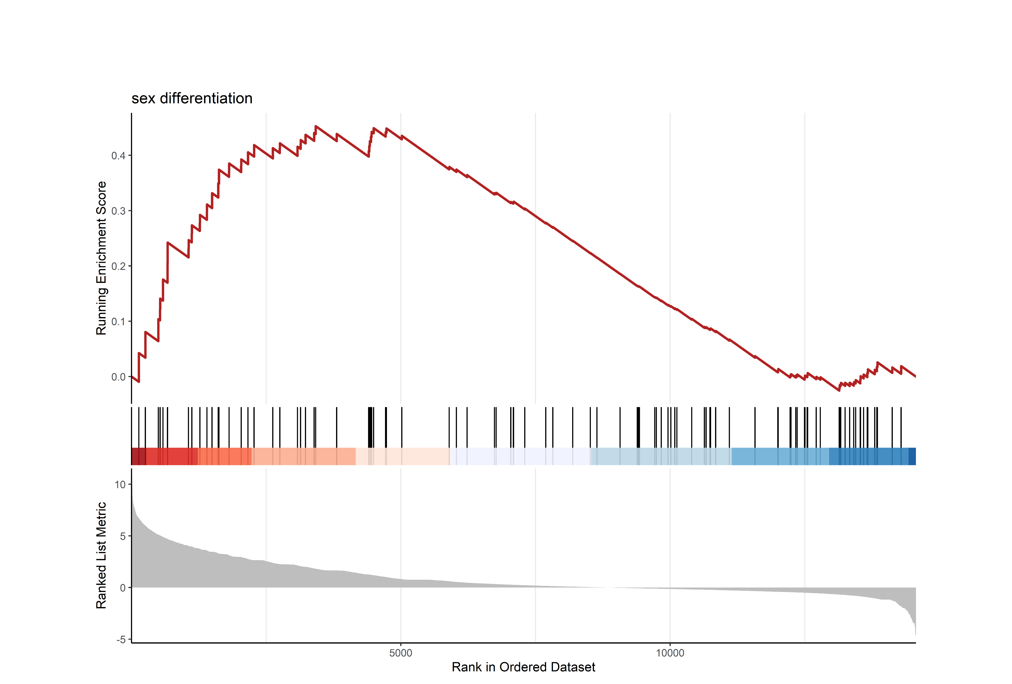 sex differentiation
Running Enrichment Score
0.4
0.3
0.2
0.1
0.0
Ranked List Metric
10
5
0
-5
5000
10000
Rank in Ordered Dataset